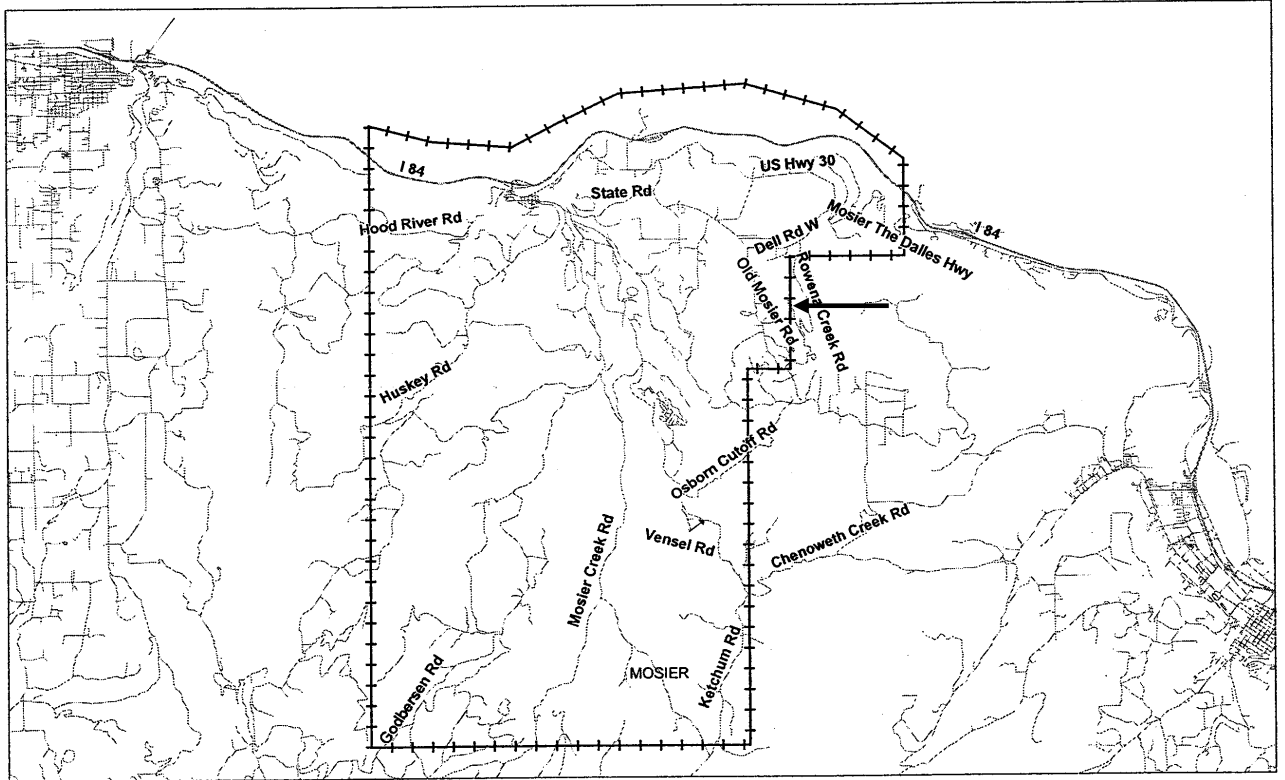 I 84
US Hwy 30
State Rd
Hood River Rd
Mosier The Dalles Hwy
I 84
Dell Rd W
Old Mosier Rd
Rowena Creek Rd
Huskey Rd
Osborn Cutoff Rd
Vensel Rd
Chenoweth Creek Rd
Mosier Creek Rd
MOSIER
Ketchum Rd
Godbersen Rd